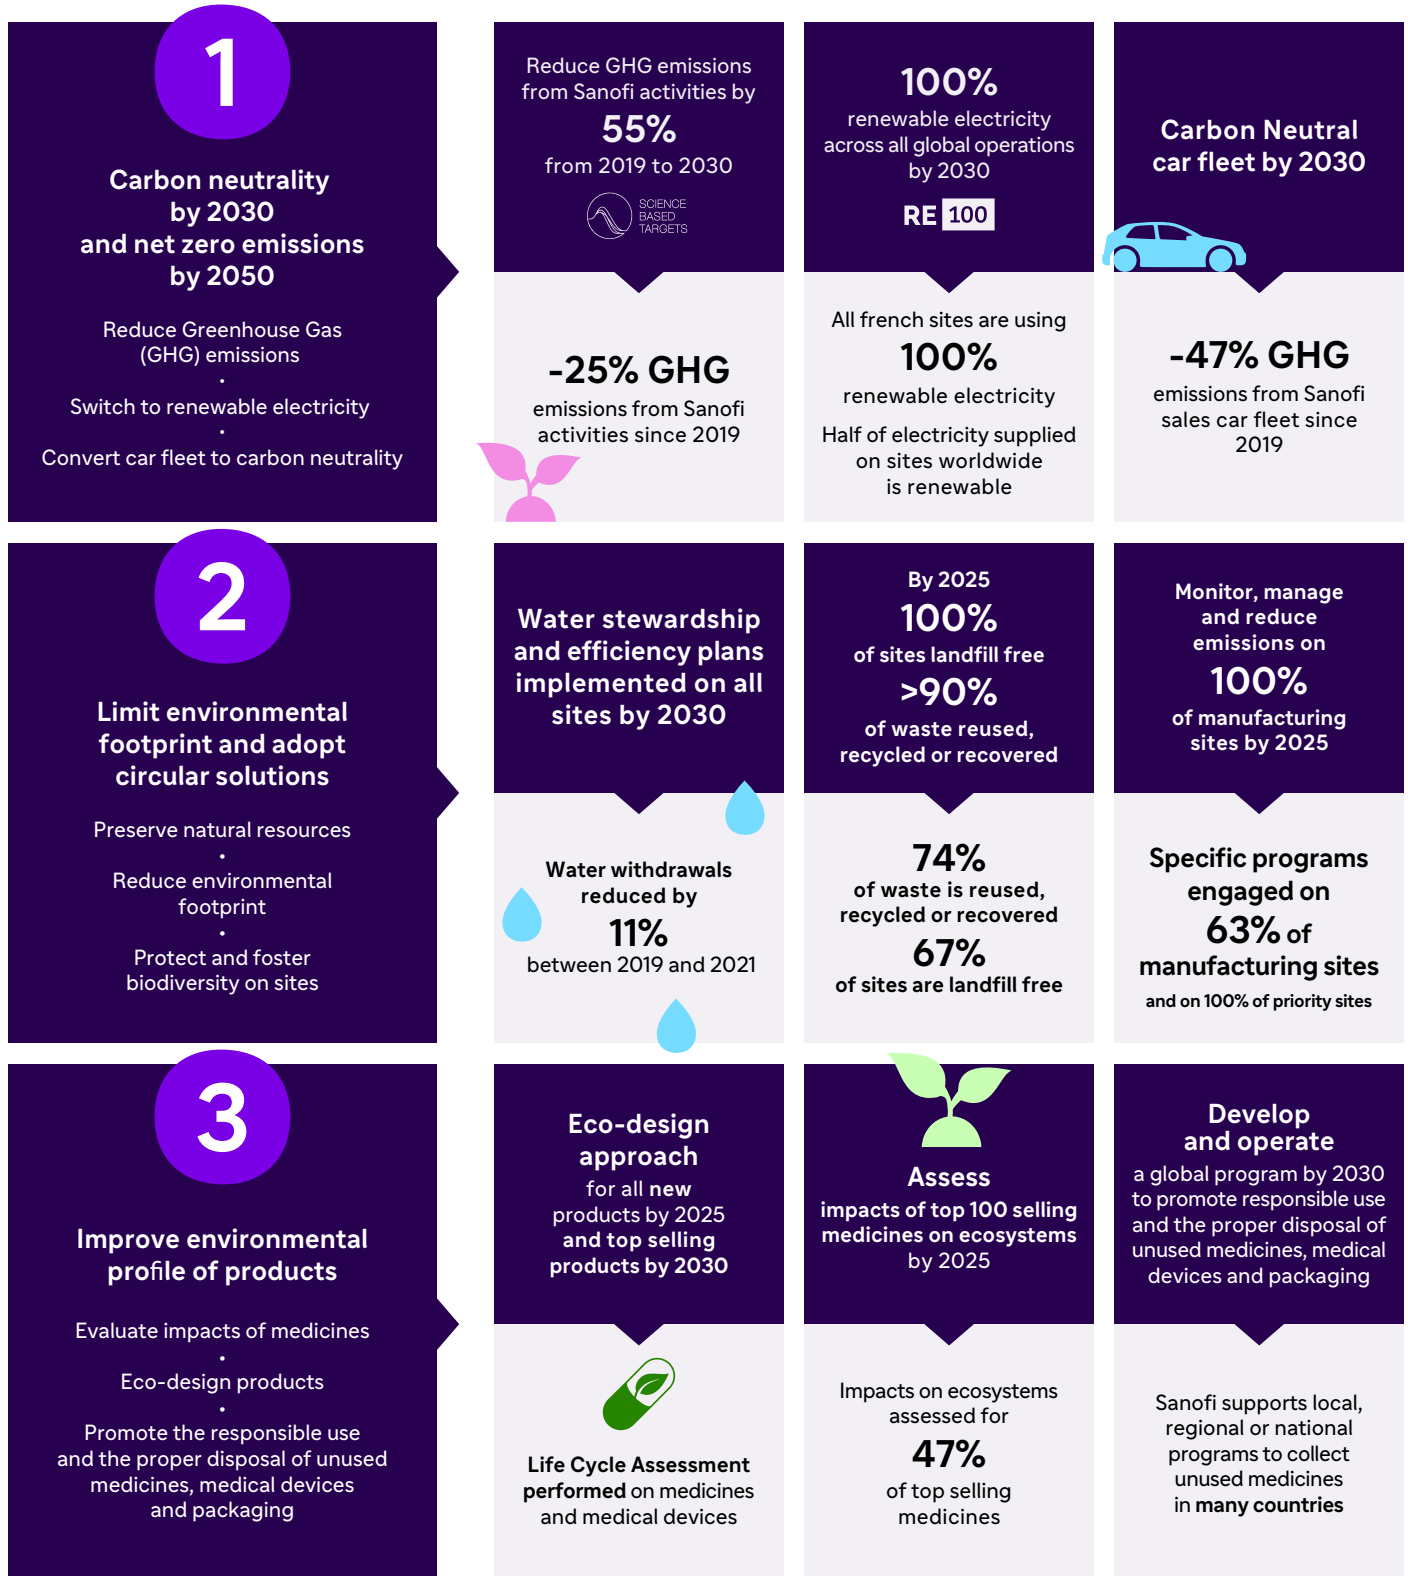 1
Carbon neutrality
by 2030
and net zero emissions
by 2050
Reduce Greenhouse Gas
(GHG) emissions
•
Switch to renewable electricity
•
Convert car fleet to carbon neutrality
Reduce GHG emissions
from Sanofi activities by
55%
from 2019 to 2030
SCIENCE
BASED
TARGETS
-25% GHG
emissions from Sanofi
activities since 2019
100%
renewable electricity
across all global operations
by 2030
RE 100
All french sites are using
100%
renewable electricity
Half of electricity supplied
on sites worldwide
is renewable
Carbon Neutral
car fleet by 2030
-47% GHG
emissions from Sanofi
sales car fleet since
2019
2
Limit environmental
footprint and adopt
circular solutions
Preserve natural resources
•
Reduce environmental
footprint
•
Protect and foster
biodiversity on sites
Water stewardship
and efficiency plans
implemented on all
sites by 2030
Water withdrawals
reduced by
11%
between 2019 and 2021
By 2025
100%
of sites landfill free
>90%
of waste reused,
recycled or recovered
74%
of waste is reused,
recycled or recovered
67%
of sites are landfill free
Monitor, manage
and reduce
emissions on
100%
of manufacturing
sites by 2025
Specific programs
engaged on
63% of
manufacturing sites
and on 100% of priority sites
3
Improve environmental
profile of products
Evaluate impacts of medicines
•
Eco-design products
•
Promote the responsible use
and the proper disposal of unused
medicines, medical devices
and packaging
Eco-design
approach
for all new
products by 2025
and top selling
products by 2030
Life Cycle Assessment
performed on medicines
and medical devices
Assess
impacts of top 100 selling
medicines on ecosystems
by 2025
Impacts on ecosystems
assessed for
47%
of top selling
medicines
Develop
and operate
a global program by 2030
to promote responsible use
and the proper disposal of
unused medicines, medical
devices and packaging
Sanofi supports local,
regional or national
programs to collect
unused medicines
in many countries